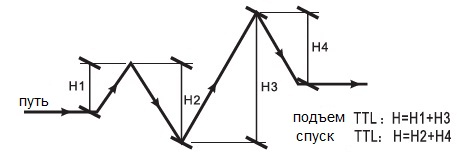 H1
H2
H3
H4
путь
подъем TTL: H=H1+H3
спуск TTL: H=H2+H4